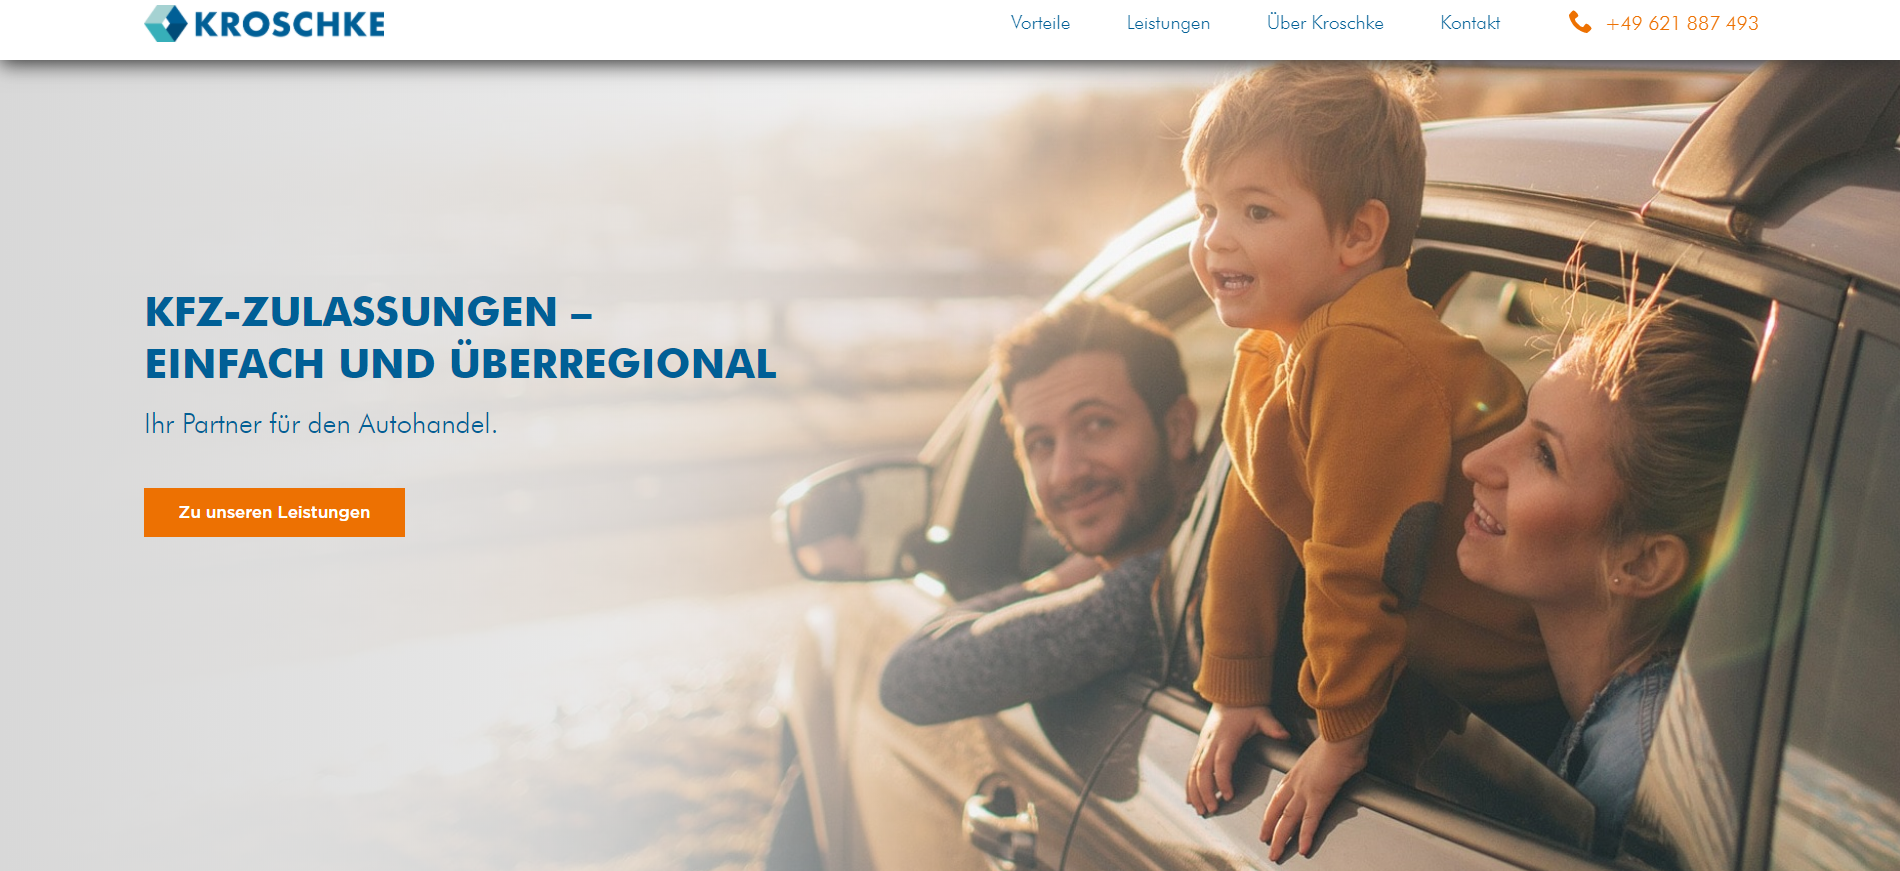 KROSCHKE
Vorteile
Leistungen
Über Kroschke
Kontakt
+49 621 887 493
KFZ-ZULASSUNGEN –
EINFACH UND ÜBERREGIONAL
Ihr Partner für den Autohandel.
Zu unseren Leistungen